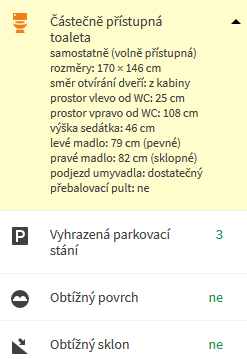 Částečně přístupná
toaleta
samostatně (volně přístupná)
rozměry: 170 × 146 cm
směr otvírání dveří: z kabiny
prostor vlevo od WC: 25 cm
prostor vpravo od WC: 108 cm
výška sedátka: 46 cm
levé madlo: 79 cm (pevné)
pravé madlo: 82 cm (sklopné)
podjezd umyvadla: dostatečný
přebalovací pult: ne
P Vyhrazená parkovací 3
stání
Obtížný povrch ne
Obtížný sklon ne